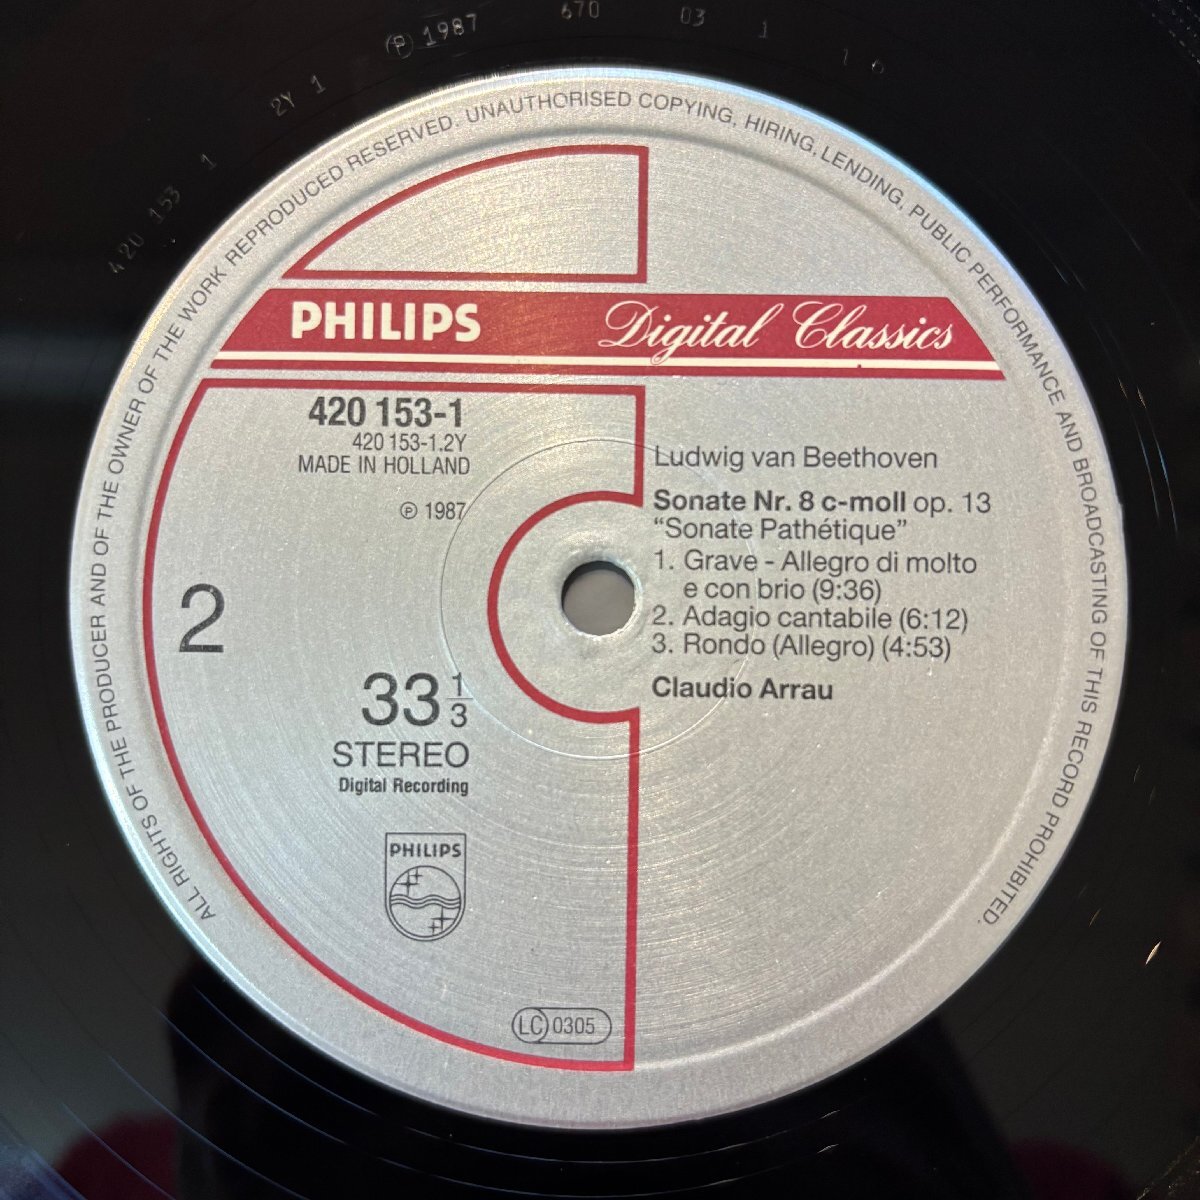 420 153 1
2Y 1
℗ 1987
670 03 1 1
ALL RIGHTS OF THE PRODUCER AND OF THE OWNER OF THE WORK REPRODUCED RESERVED. UNAUTHORISED COPYING, HIRING, LENDING, PUBLIC PERFORMANCE AND BROADCASTING OF THIS RECORD PROHIBITED.
PHILIPS Digital Classics
420 153-1
420 153-1.2Y
MADE IN HOLLAND
℗ 1987
2
33 1/3
STEREO
Digital Recording
PHILIPS
LC 0305
Ludwig van Beethoven
Sonate Nr. 8 c-moll op. 13
“Sonate Pathétique”
1. Grave - Allegro di molto
e con brio (9:36)
2. Adagio cantabile (6:12)
3. Rondo (Allegro) (4:53)
Claudio Arrau